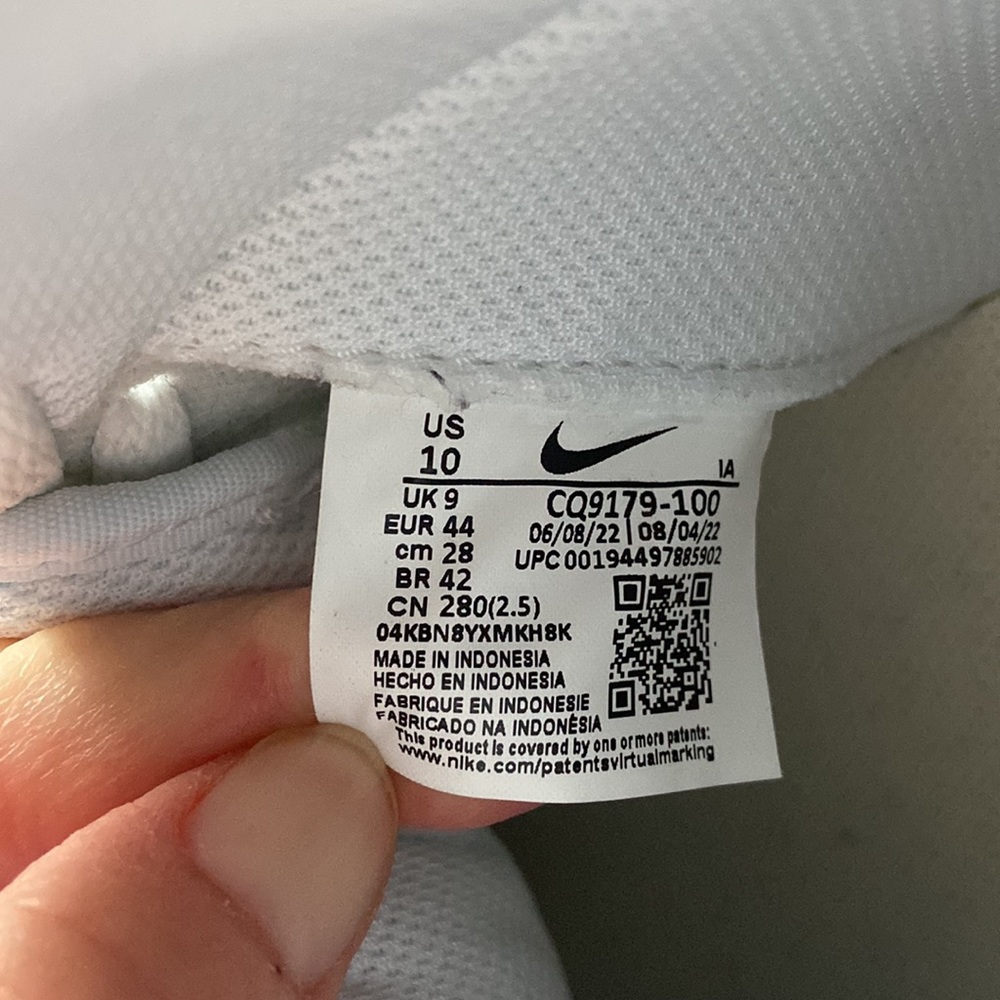 US
10
IA
UK 9
CQ9179-100
EUR 44
06/08/22 | 08/04/22
cm 28
UPC 00194497885902
BR 42
CN 280(2.5)
04KBN8YXMKH8K
MADE IN INDONESIA
HECHO EN INDONESIA
FABRIQUE EN INDONESIE
FABRICADO NA INDONÉSIA
This product is covered by one or more patents:
www.nike.com/patentsvirtualmarking